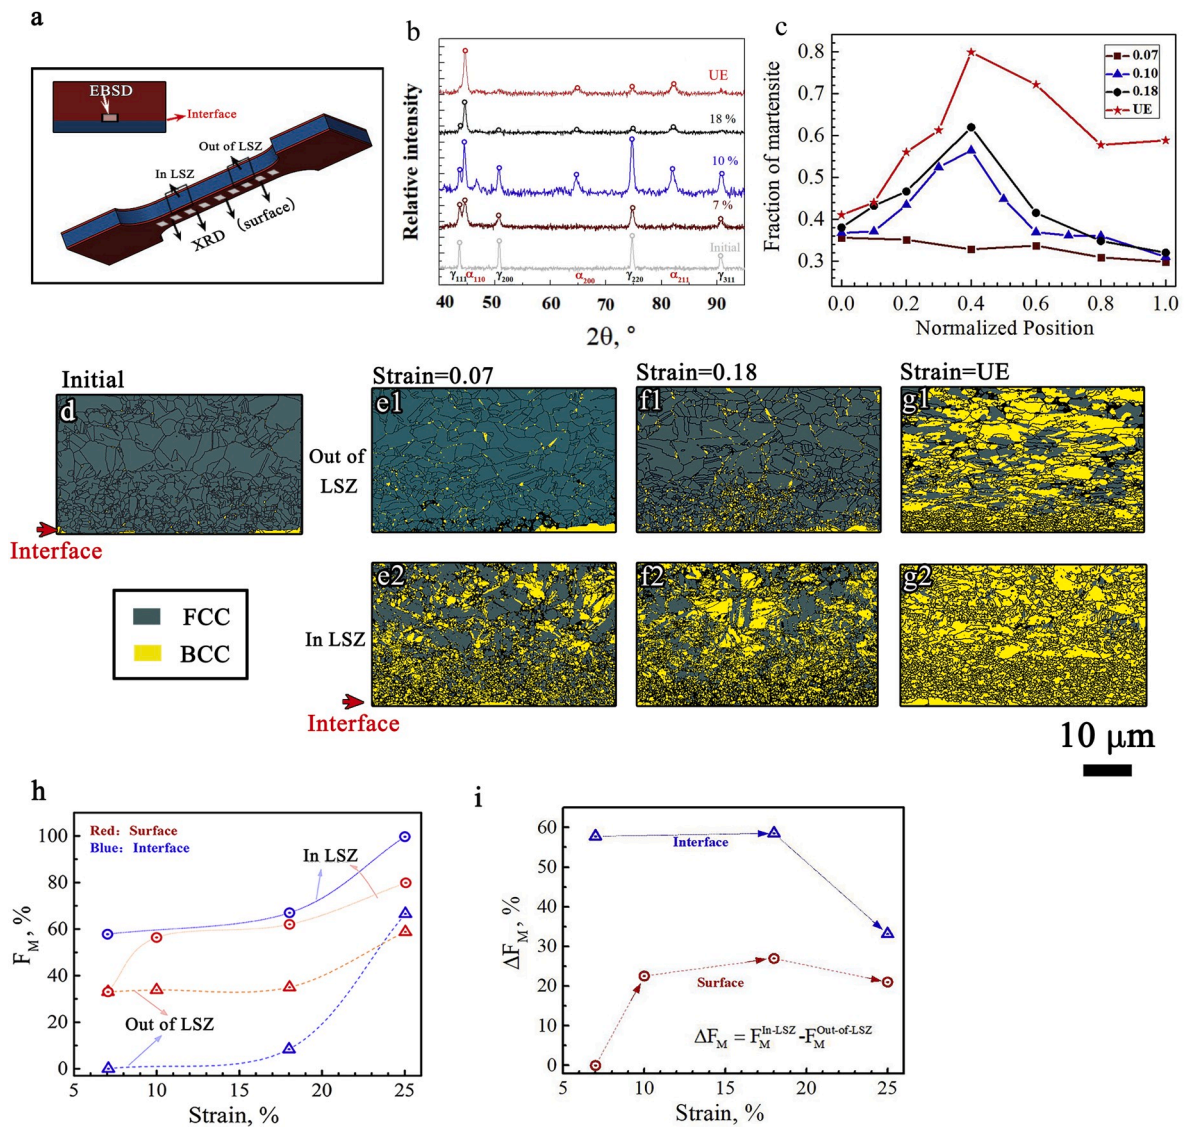 a
EBSD
Interface
Out of LSZ
In LSZ
XRD
(surface)
b
Relative intensity
UE
18 %
10 %
7 %
Initial
γ111 α110 γ200 α200 γ220 α211 γ311
40 50 60 70 80 90
2θ, °
c
Fraction of martensite
0.8
0.7
0.6
0.5
0.4
0.3
0.07
0.10
0.18
UE
0.0 0.2 0.4 0.6 0.8 1.0
Normalized Position
Initial
Strain=0.07
Strain=0.18
Strain=UE
d
e1
f1
g1
Out of
LSZ
Interface
FCC
BCC
e2
f2
g2
In LSZ
Interface
10 μm
h
Red: Surface
Blue: Interface
In LSZ
Out of LSZ
FM, %
100
80
60
40
20
0
5 10 15 20 25
Strain, %
i
ΔFM, %
60
50
40
30
20
10
0
Interface
Surface
ΔFM = FM^In-LSZ-FM^Out-of-LSZ
5 10 15 20 25
Strain, %